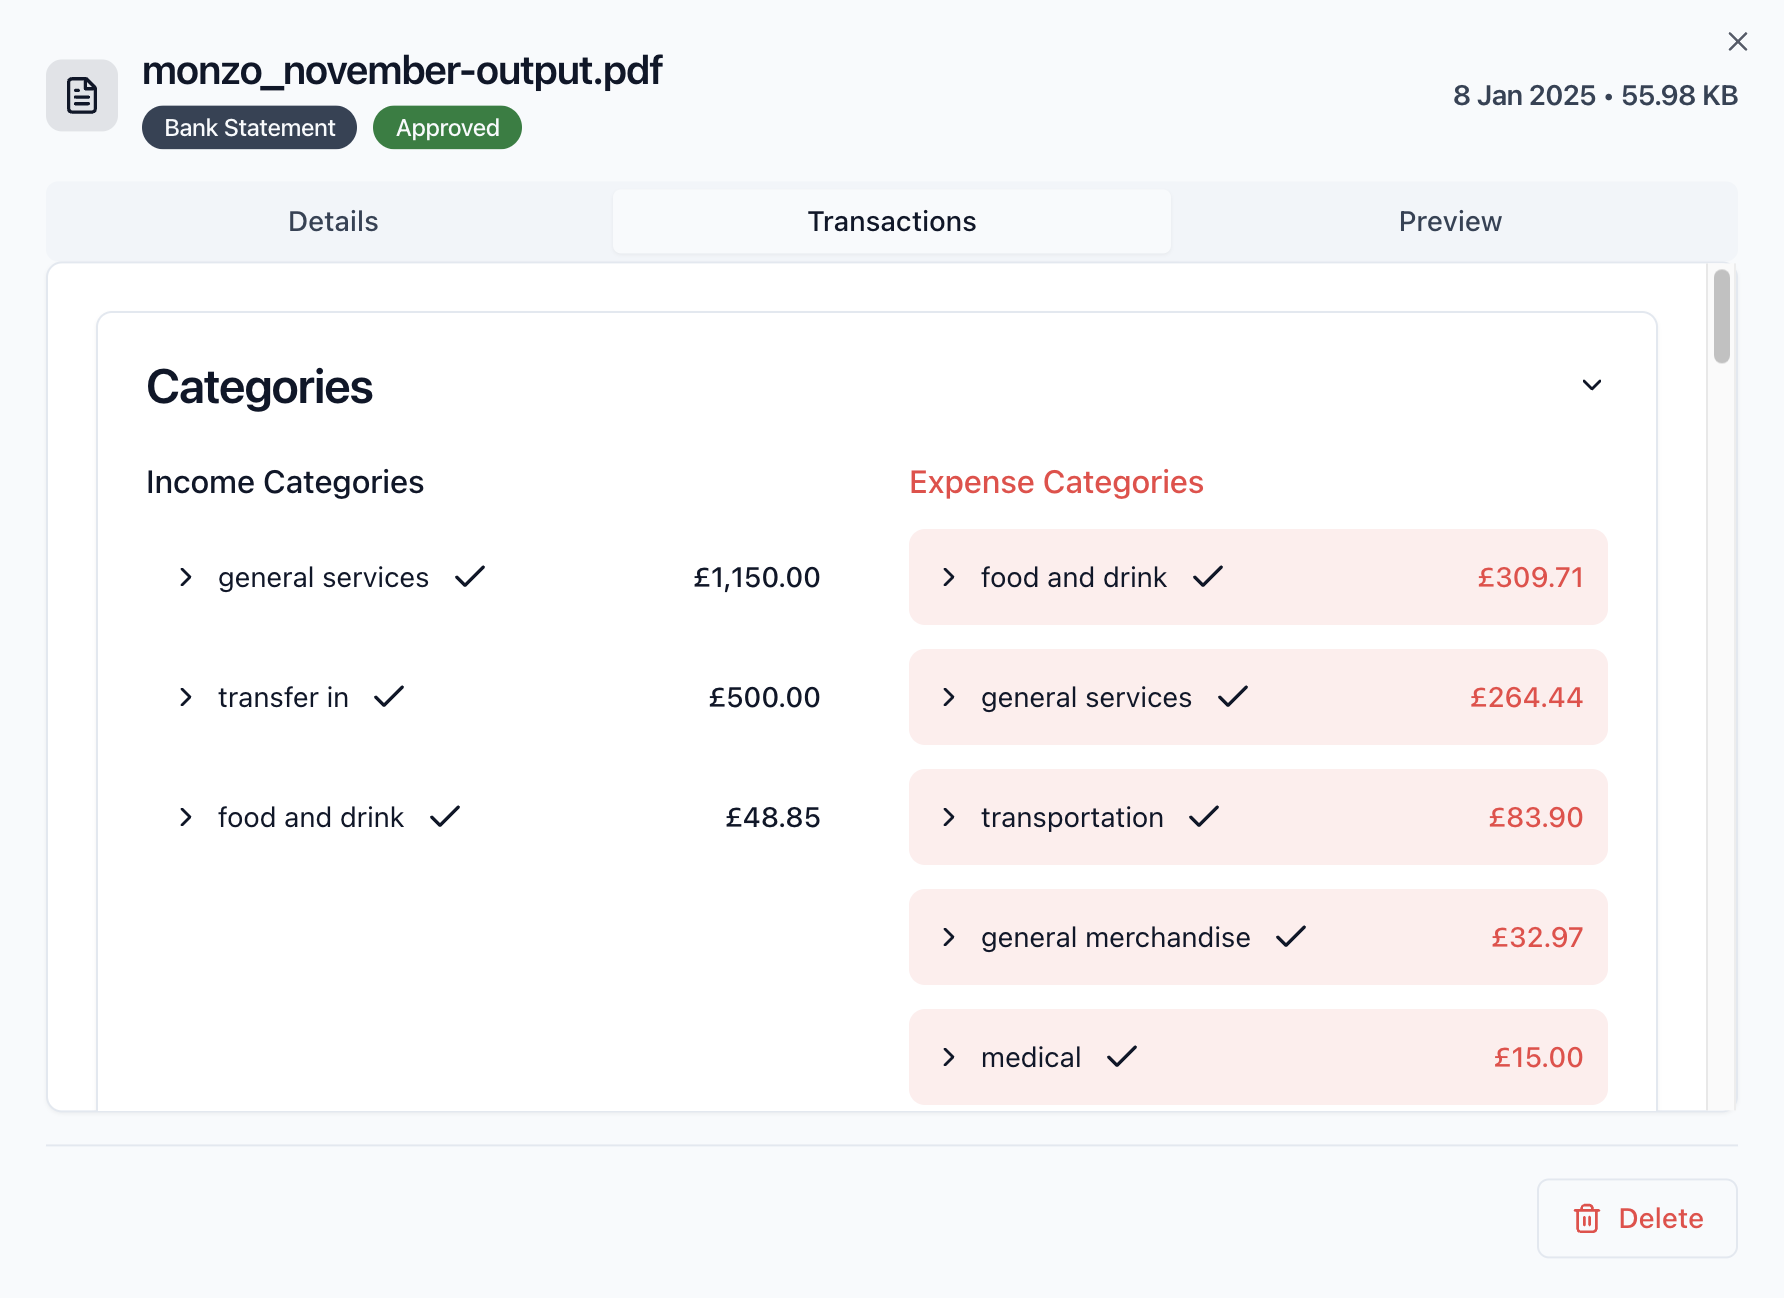 monzo_november-output.pdf
Bank Statement
Approved
8 Jan 2025 • 55.98 KB
Details
Transactions
Preview
Categories
Income Categories
general services £1,150.00
transfer in £500.00
food and drink £48.85
Expense Categories
food and drink £309.71
general services £264.44
transportation £83.90
general merchandise £32.97
medical £15.00
Delete